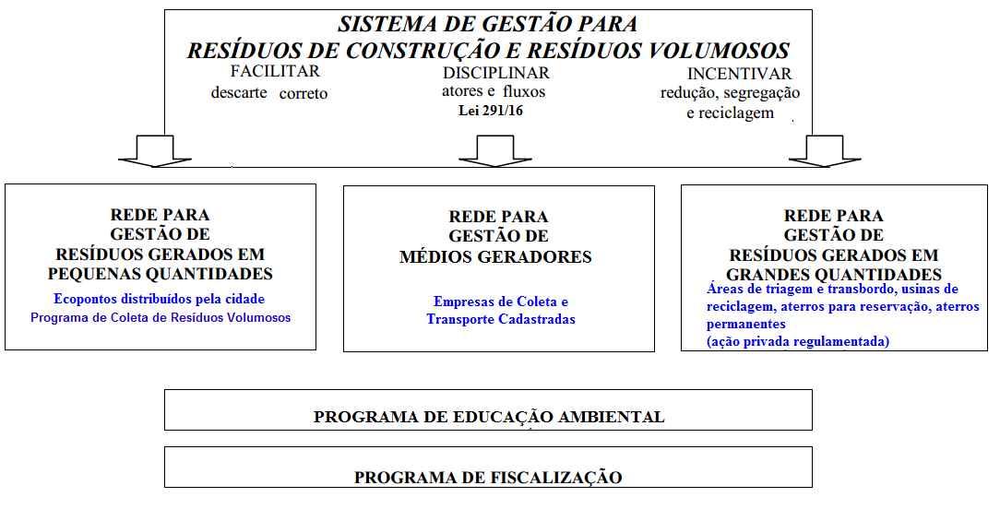 SISTEMA DE GESTÃO PARA
RESÍDUOS DE CONSTRUÇÃO E RESÍDUOS VOLUMOSOS
FACILITAR
descarte correto
DISCIPLINAR
atores e fluxos
Lei 291/16
INCENTIVAR
redução, segregação
e reciclagem
REDE PARA
GESTÃO DE
RESÍDUOS GERADOS EM
PEQUENAS QUANTIDADES
Ecopontos distribuídos pela cidade
Programa de Coleta de Resíduos Volumosos
REDE PARA
GESTÃO DE
MÉDIOS GERADORES
Empresas de Coleta e
Transporte Cadastradas
REDE PARA
GESTÃO DE
RESÍDUOS GERADOS EM
GRANDES QUANTIDADES
Áreas de triagem e transbordo, usinas de
reciclagem, aterros para reservação, aterros
permanentes
(ação privada regulamentada)
PROGRAMA DE EDUCAÇÃO AMBIENTAL
PROGRAMA DE FISCALIZAÇÃO